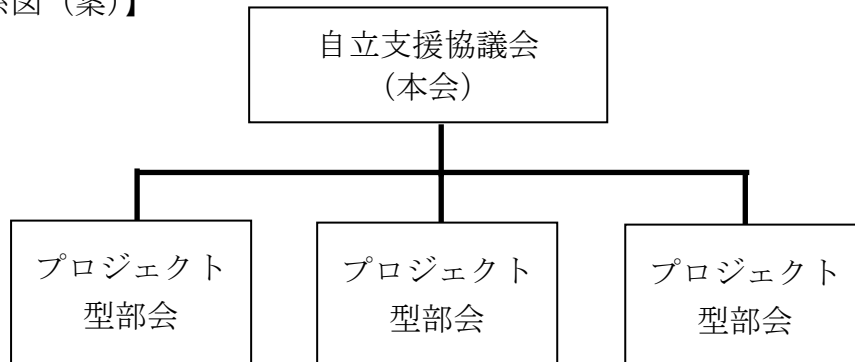 系図（案）】
自立支援協議会
（本会）
プロジェクト
型部会
プロジェクト
型部会
プロジェクト
型部会